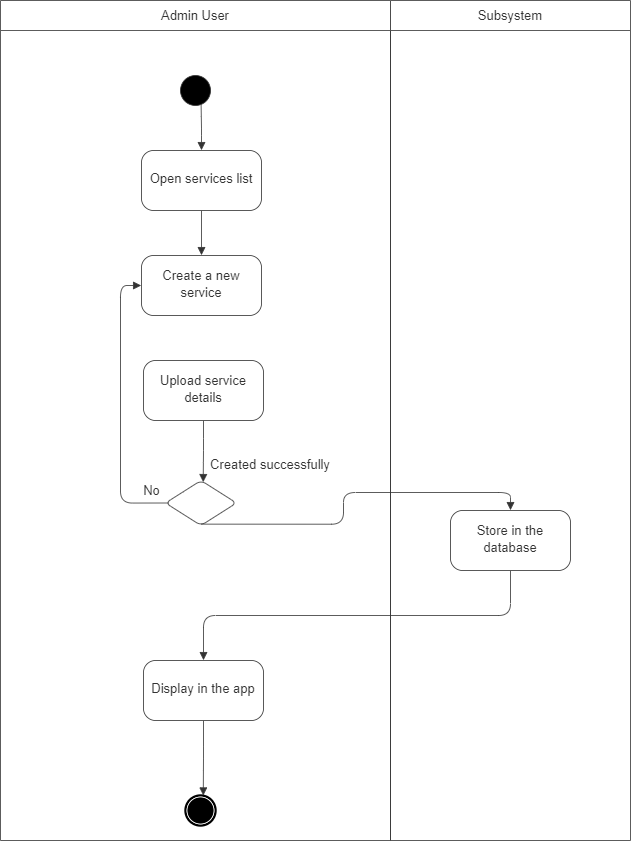 Admin User
Subsystem
Open services list
Create a new
service
Upload service
details
Created successfully
No
Store in the
database
Display in the app